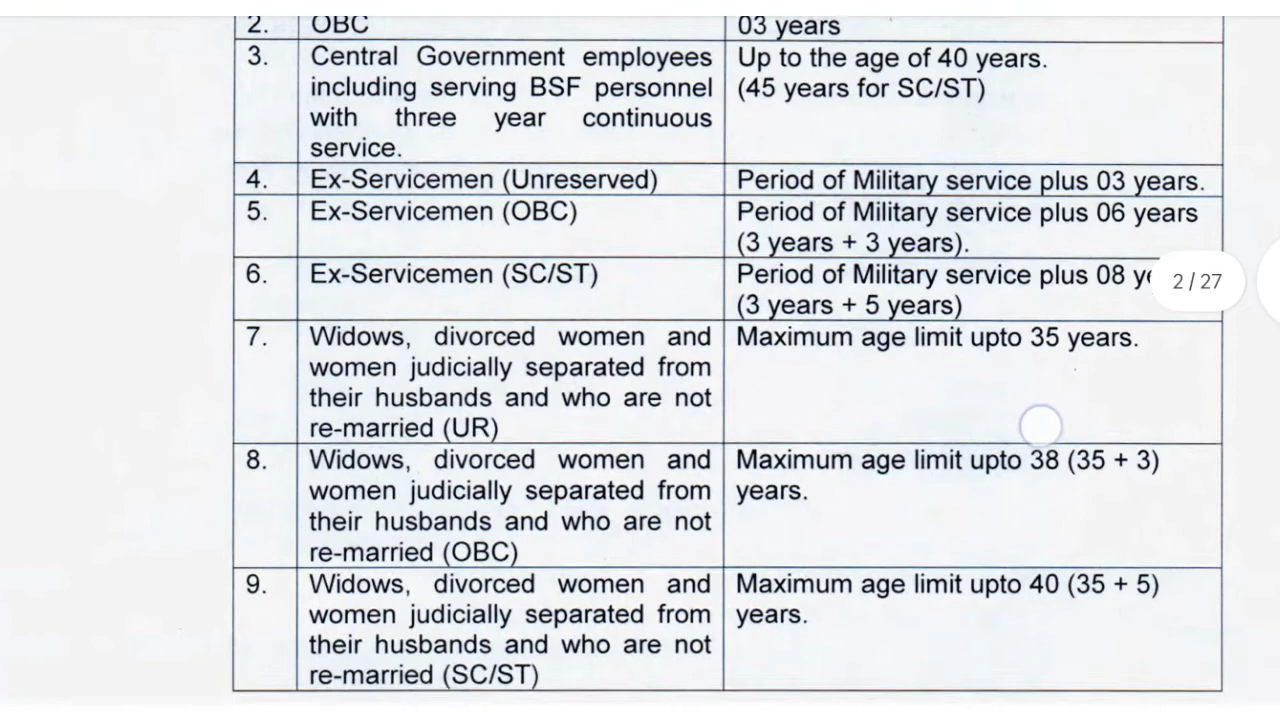 2. OBC 03 years
3. Central Government employees Up to the age of 40 years.
including serving BSF personnel (45 years for SC/ST)
with three year continuous
service.
4. Ex-Servicemen (Unreserved) Period of Military service plus 03 years.
5. Ex-Servicemen (OBC) Period of Military service plus 06 years
(3 years + 3 years).
6. Ex-Servicemen (SC/ST) Period of Military service plus 08
(3 years + 5 years)
2 / 27
7. Widows, divorced women and Maximum age limit upto 35 years.
women judicially separated from
their husbands and who are not
re-married (UR)
8. Widows, divorced women and Maximum age limit upto 38 (35 + 3)
women judicially separated from years.
their husbands and who are not
re-married (OBC)
9. Widows, divorced women and Maximum age limit upto 40 (35 + 5)
women judicially separated from years.
their husbands and who are not
re-married (SC/ST)